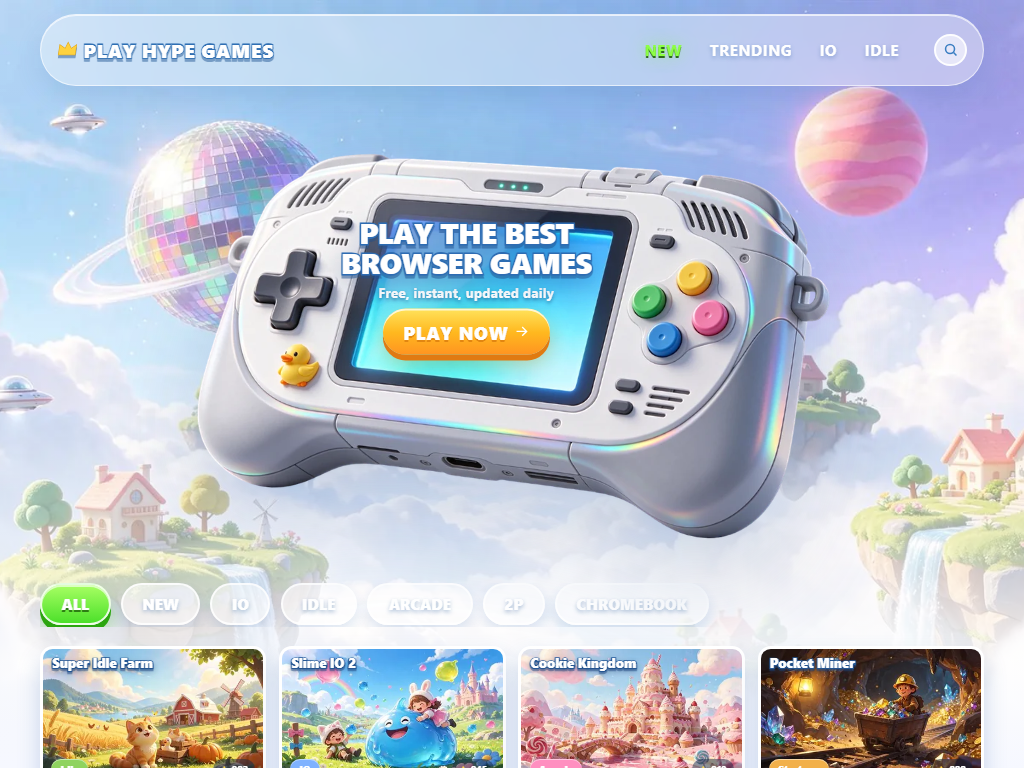 PLAY HYPE GAMES
NEW TRENDING IO IDLE
PLAY THE BEST
BROWSER GAMES
Free, instant, updated daily
PLAY NOW →
ALL NEW IO IDLE ARCADE 2P CHROMEBOOK
Super Idle Farm
Slime IO 2
Cookie Kingdom
Pocket Miner